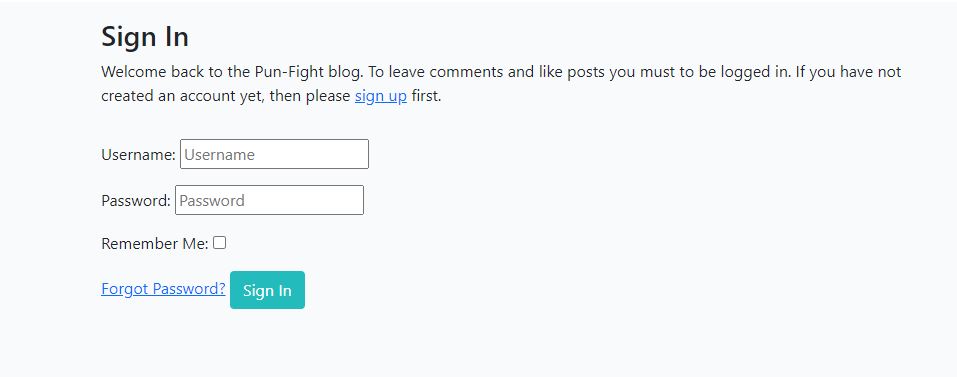 Sign In
Welcome back to the Pun-Fight blog. To leave comments and like posts you must to be logged in. If you have not
created an account yet, then please sign up first.
Username: Username
Password: Password
Remember Me:
Forgot Password? Sign In